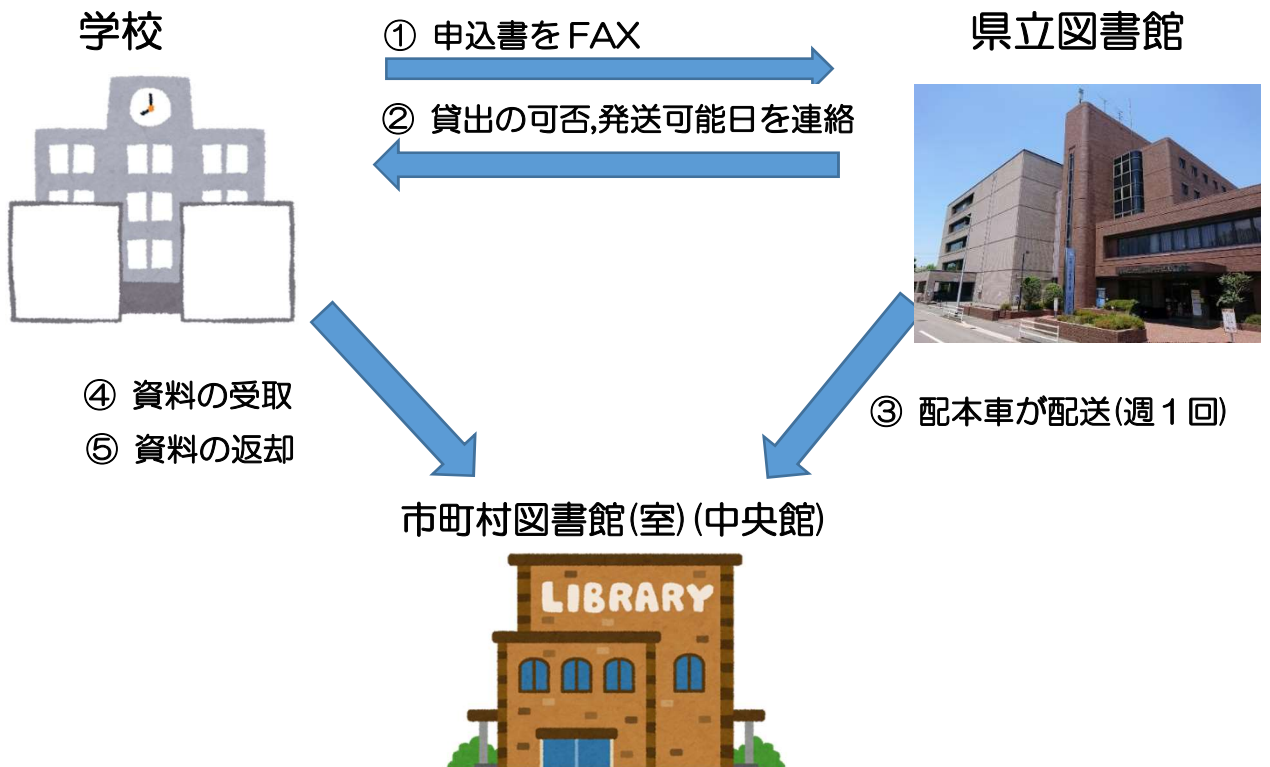 学校
県立図書館
① 申込書をFAX
② 貸出の可否,発送可能日を連絡
④ 資料の受取
⑤ 資料の返却
③ 配本車が配送(週1回)
市町村図書館(室)(中央館)
LIBRARY